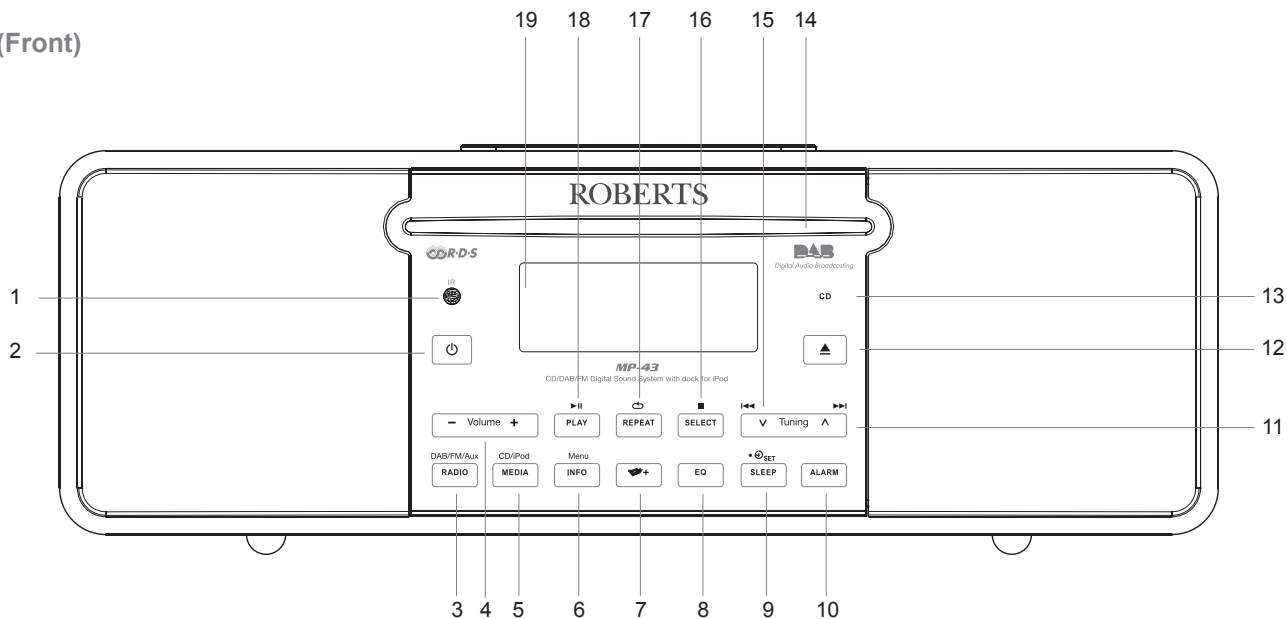 19 18 17 16 15 14
(Front)
ROBERTS
R·D·S DAB
Digital Audio Broadcasting
1 IR CD 13
2 12
MP-43
CD/DAB/FM Digital Sound System with dock for iPod
− Volume + PLAY REPEAT SELECT Tuning 11
DAB/FM/Aux CD/iPod Menu SET
RADIO MEDIA INFO + EQ SLEEP ALARM
3 4 5 6 7 8 9 10